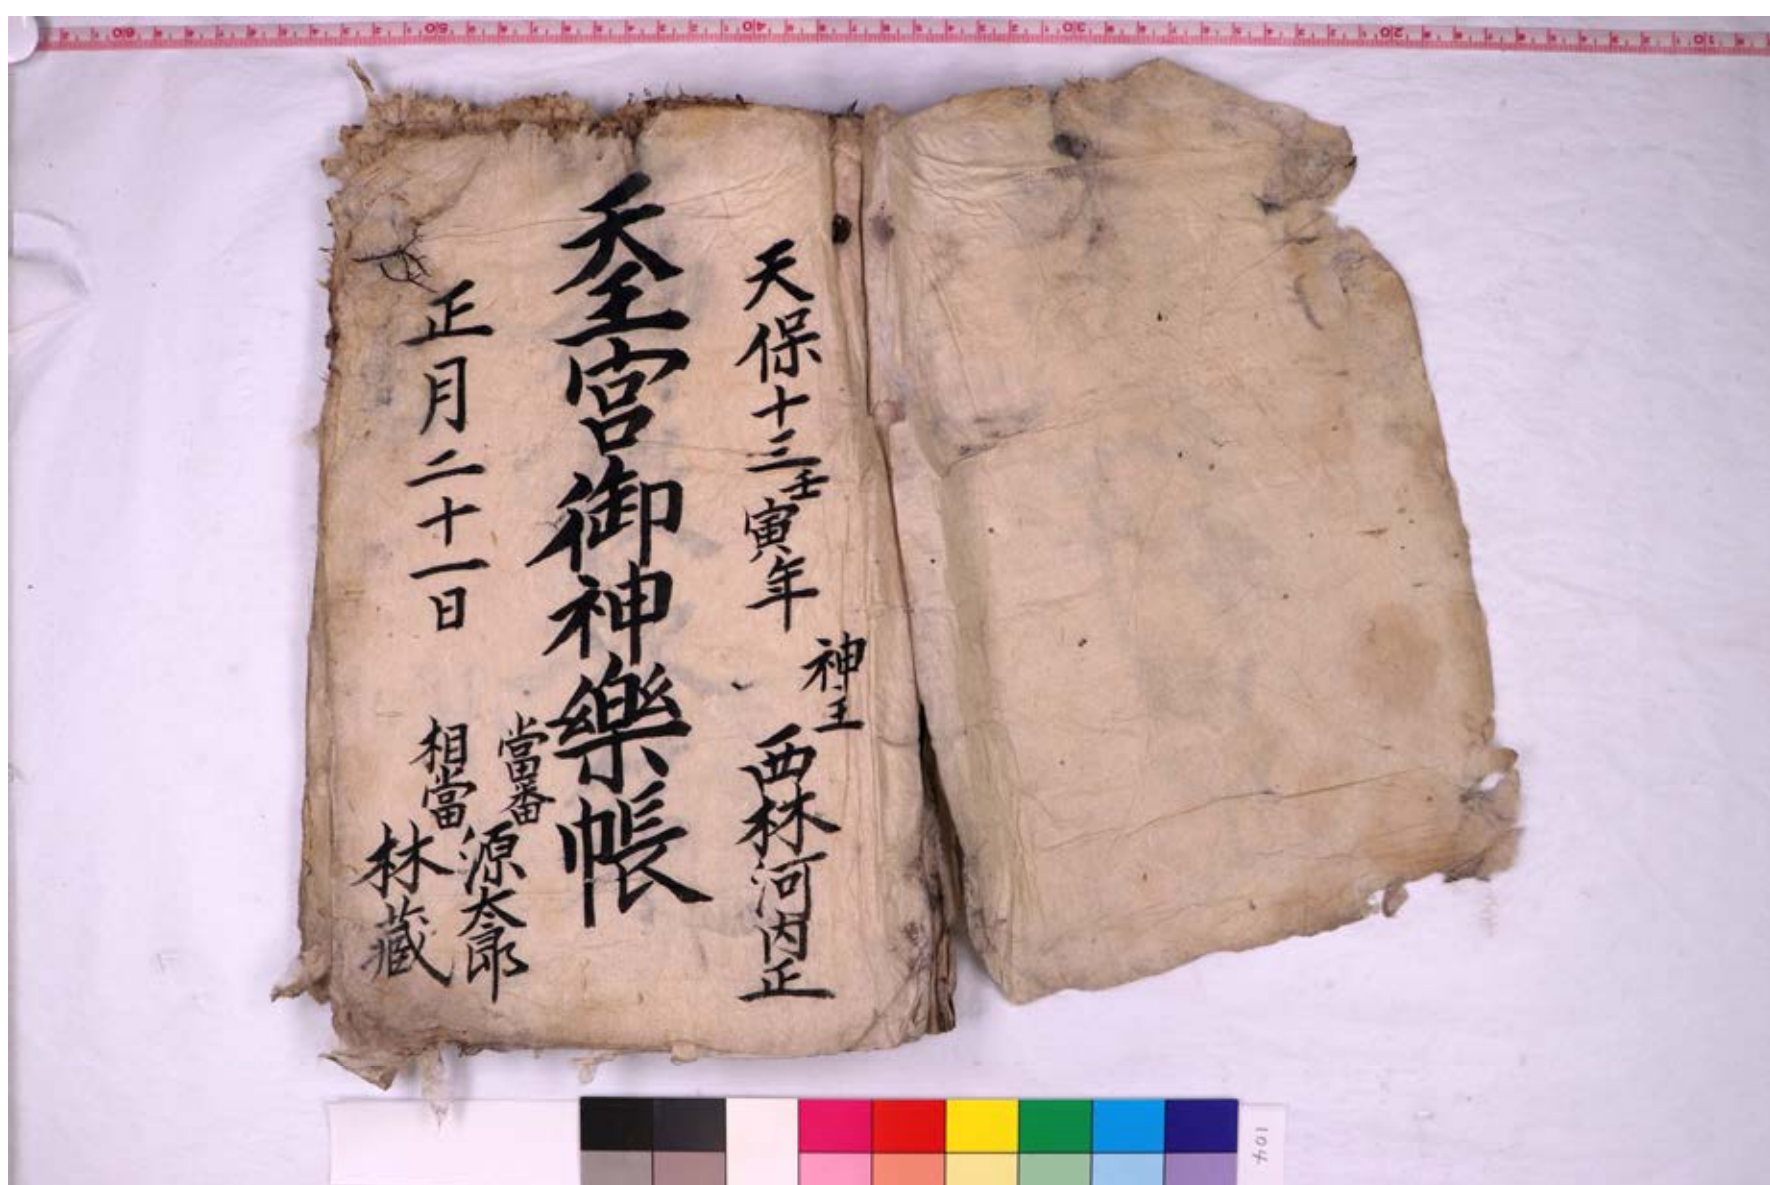 天保十三壬寅年
神主
西林河内正
天王宮御神樂帳
正月二十一日
當番
源太郎
相當
林藏
104